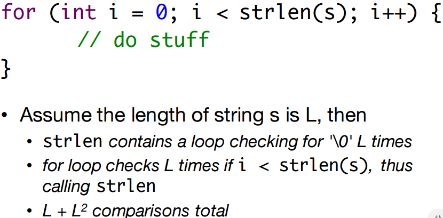 for (int i = 0; i < strlen(s); i++) {
// do stuff
}
• Assume the length of string s is L, then
• strlen contains a loop checking for '\0' L times
• for loop checks L times if i < strlen(s), thus
calling strlen
• L + L² comparisons total